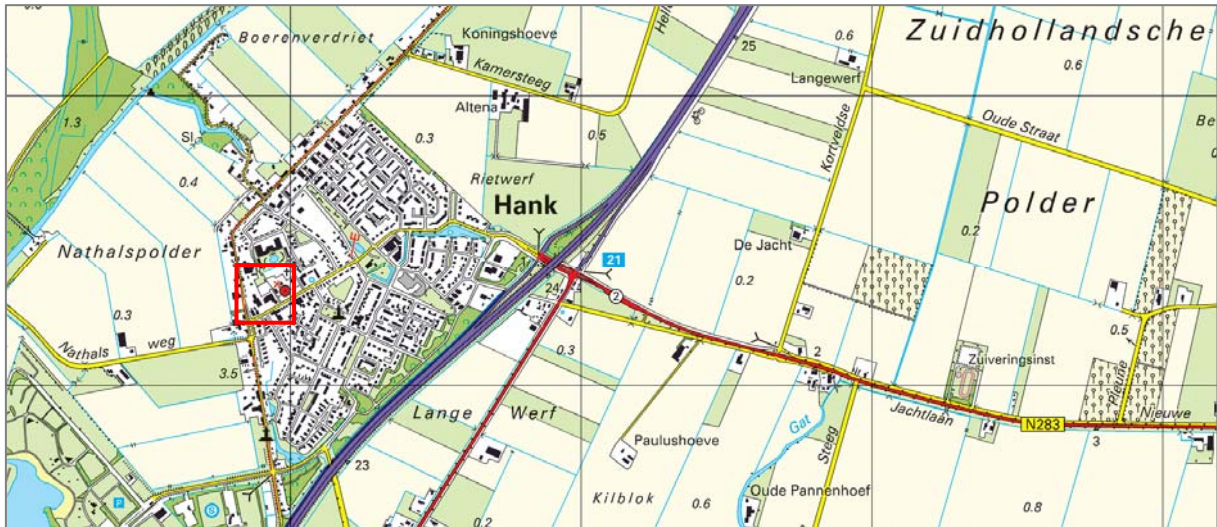 Boerenverdriet
Koningshoeve
Kamersteeg
25
0.6
Zuidhollandsche
Langewerf
0.6
1.3
Altena
Sl.
0.3
0.5
Kortveldse
Oude Straat
0.4
Rietwerf
Hank
Polder
Nathalspolder
De Jacht
0.2
21
24
2
0.2
0.3
0.5
Nathals weg
3.5
0.3
2
Zuiveringsinst
Pleune
Lange Werf
Jachtlaan
Nieuwe
Gat
N283
3
Paulushoeve
Steeg
23
P
S
Kilblok
0.6
Oude Pannenhoef
0.8
0.2